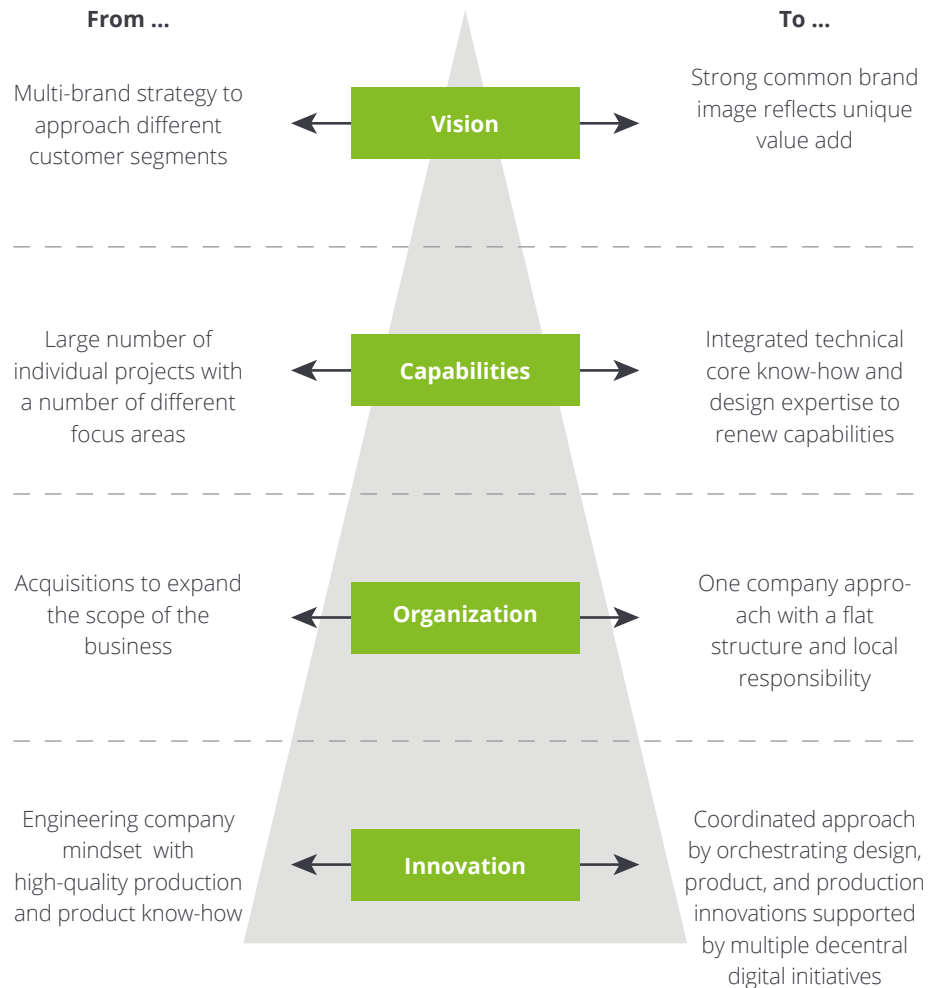 From ...
To ...
Multi-brand strategy to
approach different
customer segments
Vision
Strong common brand
image reflects unique
value add
Large number of
individual projects with
a number of different
focus areas
Capabilities
Integrated technical
core know-how and
design expertise to
renew capabilities
Acquisitions to expand
the scope of the
business
Organization
One company appro-
ach with a flat
structure and local
responsibility
Engineering company
mindset with
high-quality production
and product know-how
Innovation
Coordinated approach
by orchestrating design,
product, and production
innovations supported
by multiple decentral
digital initiatives